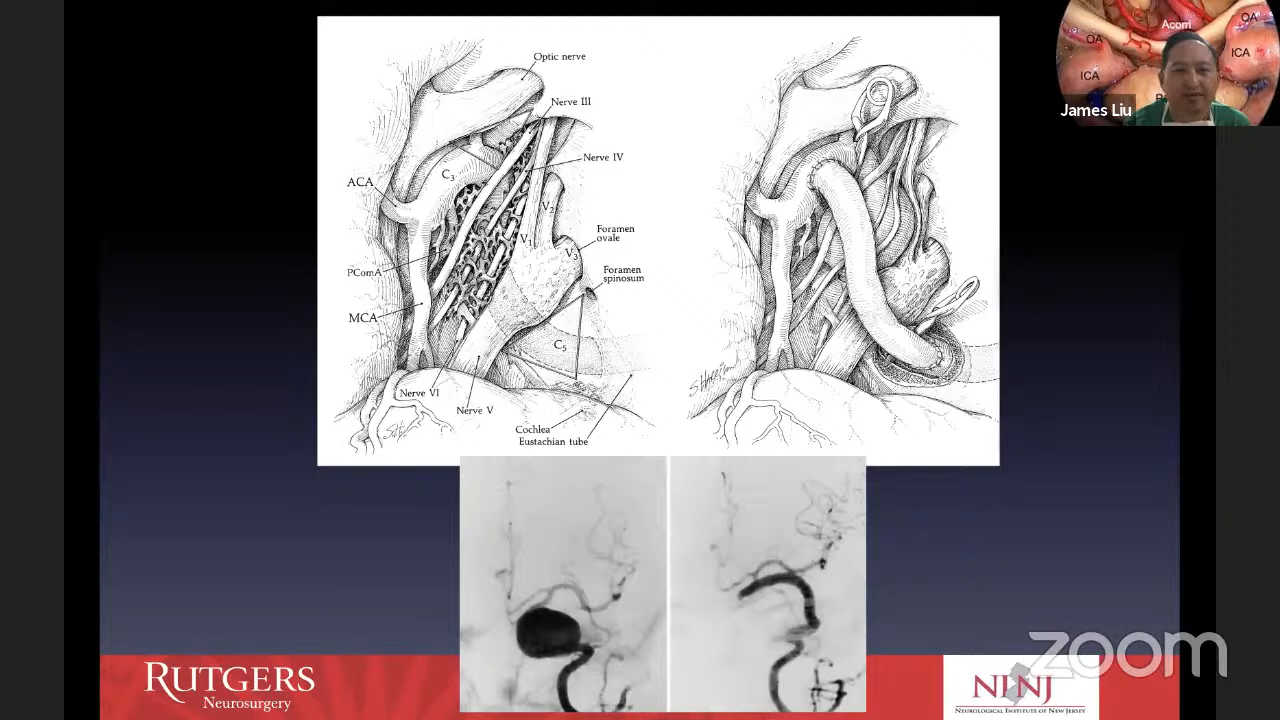 Optic nerve
Nerve III
Nerve IV
C3
ACA
V2
V1
V3
Foramen
ovale
PComA
Foramen
spinosum
MCA
C5
Nerve VI
Nerve V
Cochlea
Eustachian tube
Acom
OA
OA
ICA
ICA
James Liu
RUTGERS
Neurosurgery
zoom
NINJ
NEUROLOGICAL INSTITUTE OF NEW JERSEY